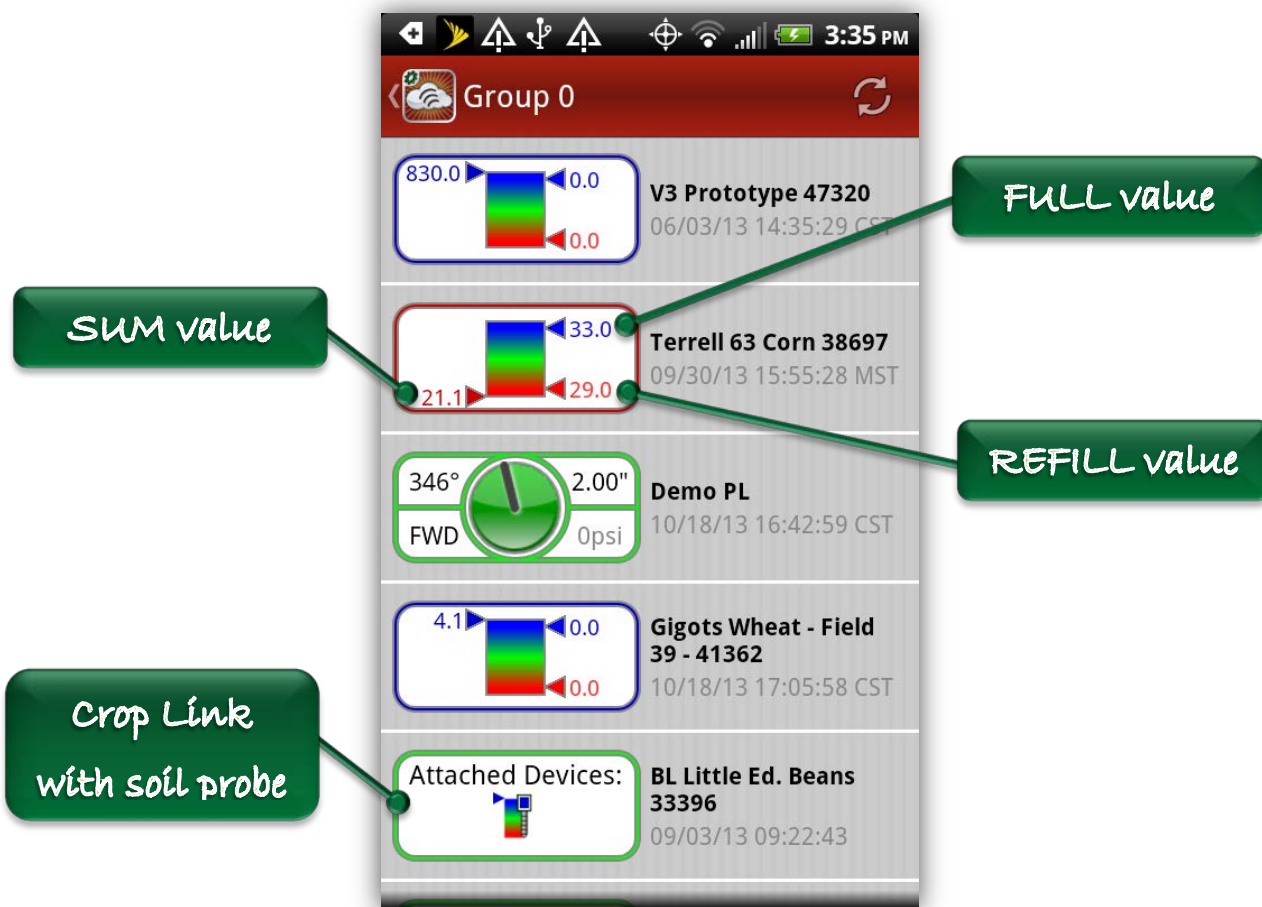 3:35 PM
Group 0
830.0
0.0
0.0
V3 Prototype 47320
06/03/13 14:35:29 CST
FULL value
SUM value
33.0
21.1
29.0
Terrell 63 Corn 38697
09/30/13 15:55:28 MST
REFILL value
346°
2.00"
FWD
0psi
Demo PL
10/18/13 16:42:59 CST
4.1
0.0
0.0
Gigots Wheat - Field
39 - 41362
10/18/13 17:05:58 CST
Crop Link
with soil probe
Attached Devices:
BL Little Ed. Beans
33396
09/03/13 09:22:43